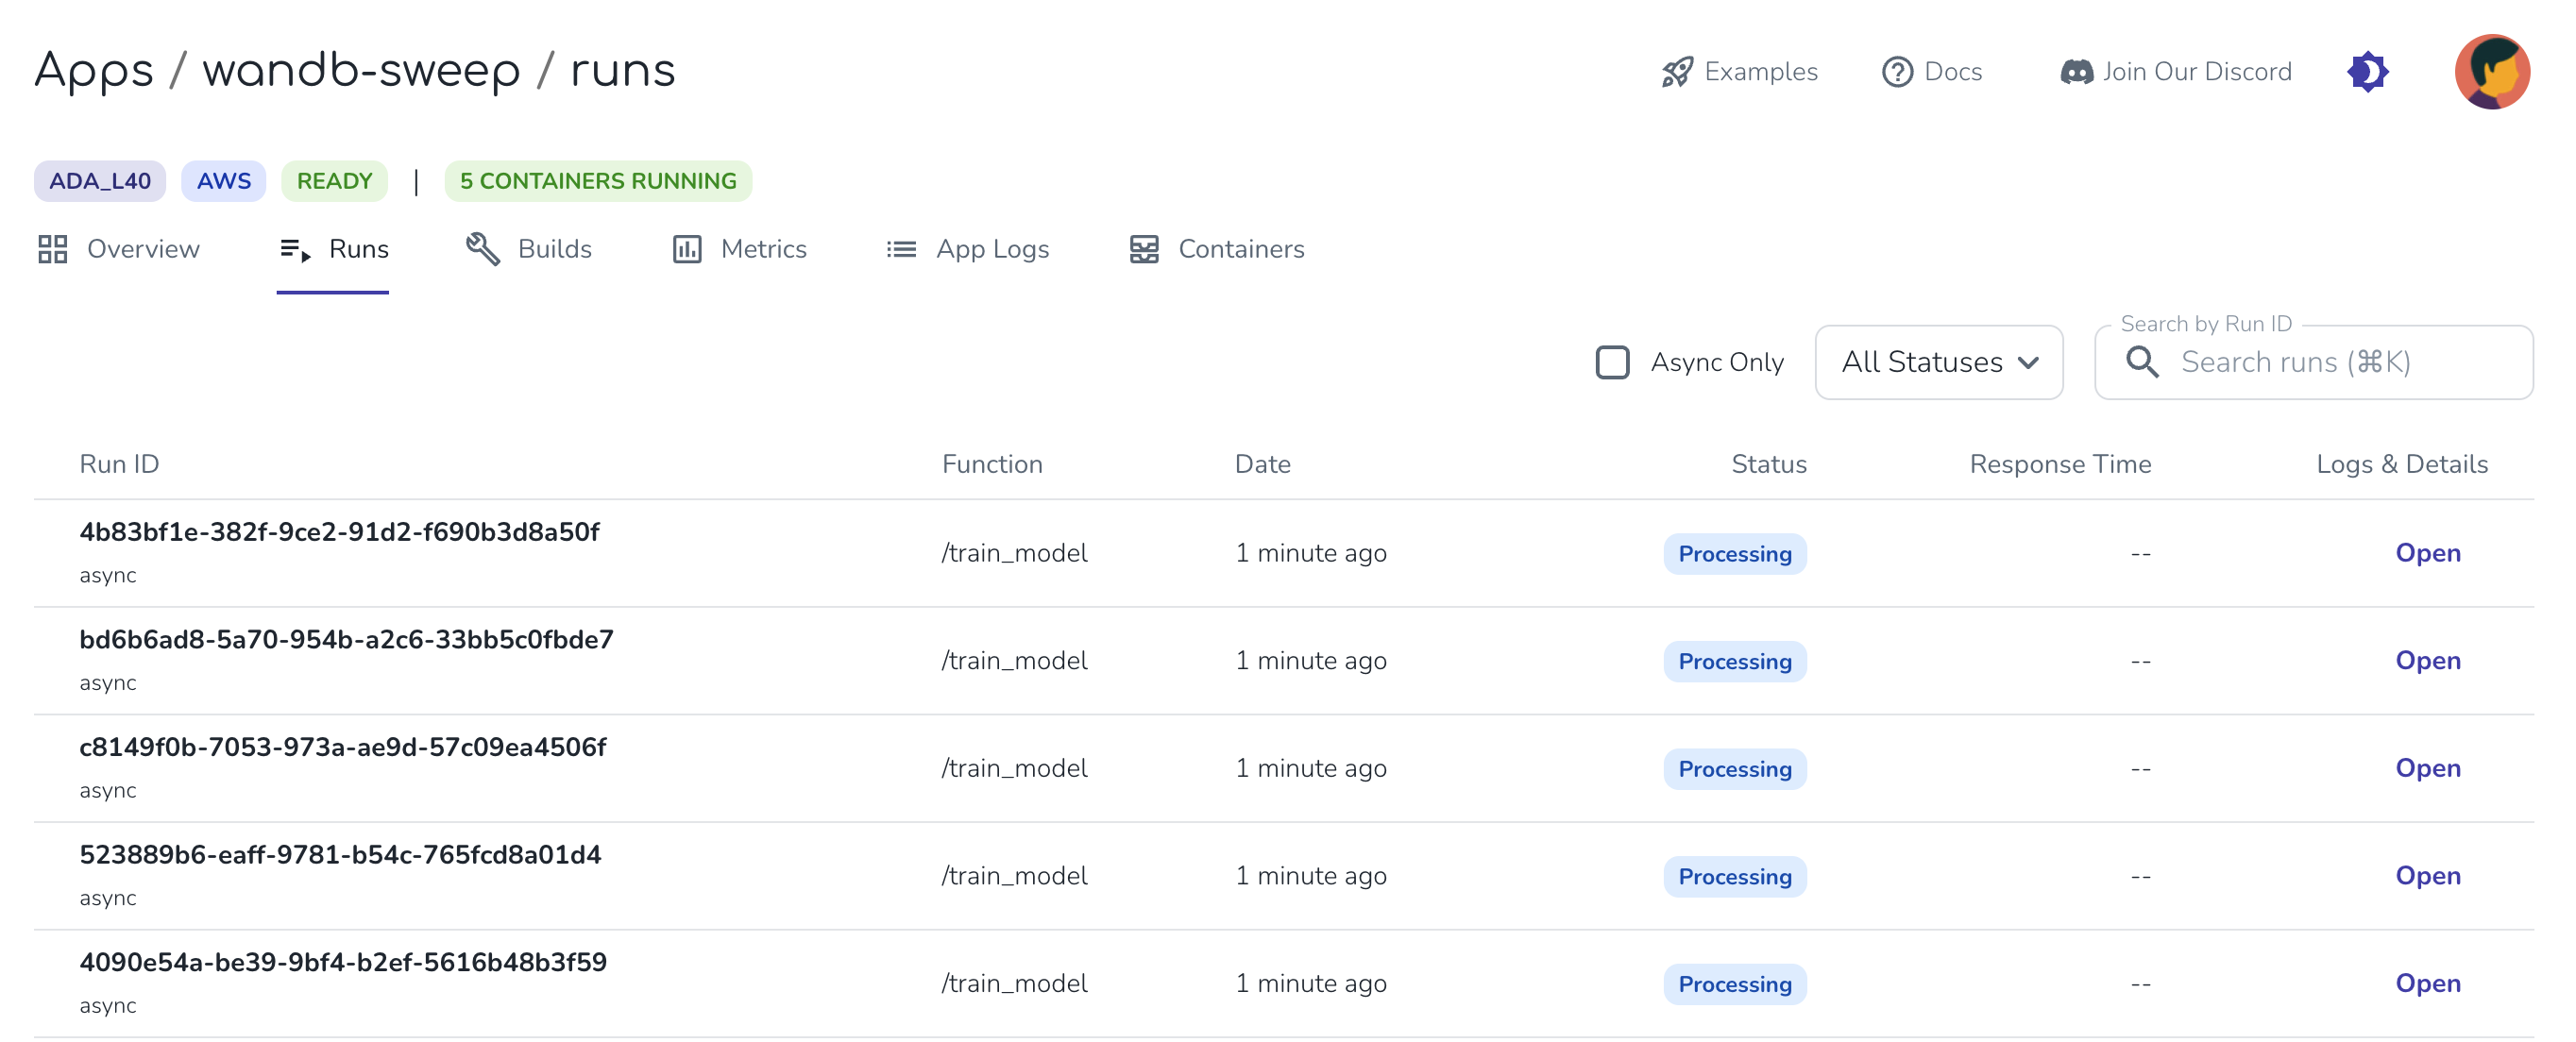 Apps / wandb-sweep / runs
Examples
Docs
Join Our Discord
ADA_L40 AWS READY | 5 CONTAINERS RUNNING
Overview Runs Builds Metrics App Logs Containers
Search by Run ID
Async Only All Statuses Search runs (⌘K)
Run ID Function Date Status Response Time Logs & Details
4b83bf1e-382f-9ce2-91d2-f690b3d8a50f
async
/train_model 1 minute ago Processing -- Open
bd6b6ad8-5a70-954b-a2c6-33bb5c0fbde7
async
/train_model 1 minute ago Processing -- Open
c8149f0b-7053-973a-ae9d-57c09ea4506f
async
/train_model 1 minute ago Processing -- Open
523889b6-eaff-9781-b54c-765fcd8a01d4
async
/train_model 1 minute ago Processing -- Open
4090e54a-be39-9bf4-b2ef-5616b48b3f59
async
/train_model 1 minute ago Processing -- Open